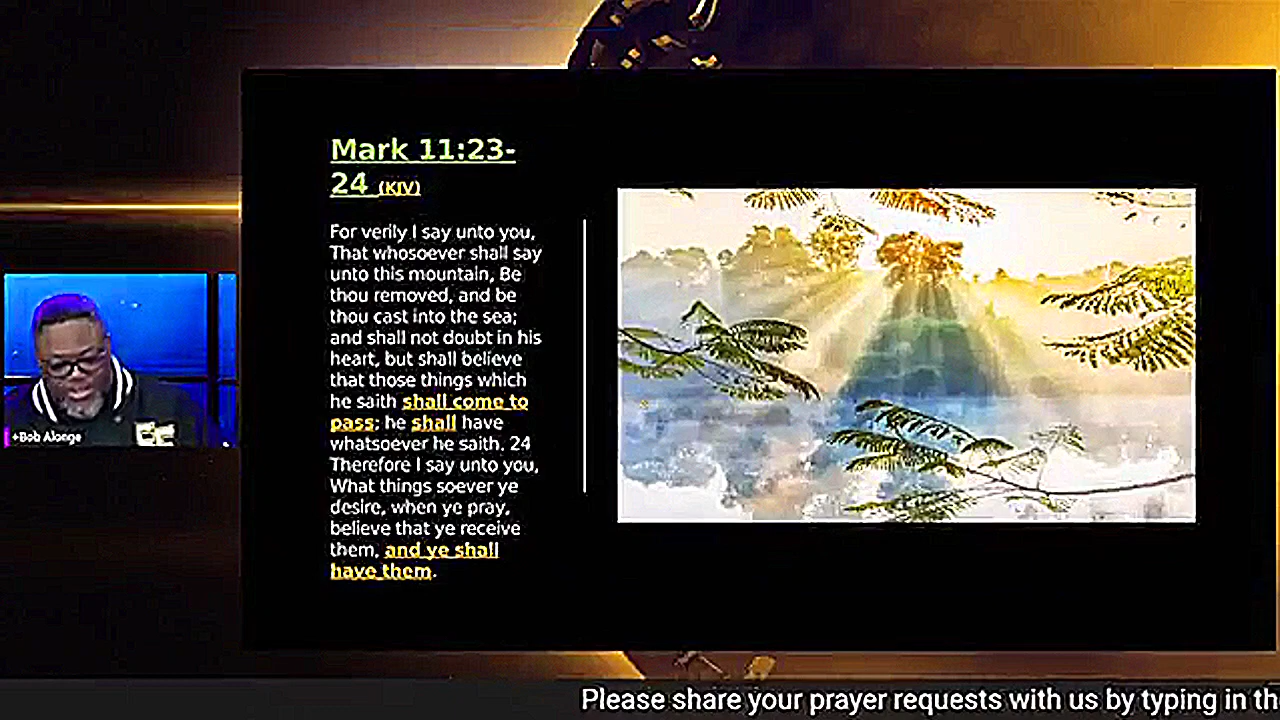 Mark 11:23-
24 (KJV)
For verily I say unto you,
That whosoever shall say
unto this mountain, Be
thou removed, and be
thou cast into the sea;
and shall not doubt in his
heart, but shall believe
that those things which
he saith shall come to
pass; he shall have
whatsoever he saith. 24
Therefore I say unto you,
What things soever ye
desire, when ye pray,
believe that ye receive
them, and ye shall
have them.
+Bob Alonge
Please share your prayer requests with us by typing in th